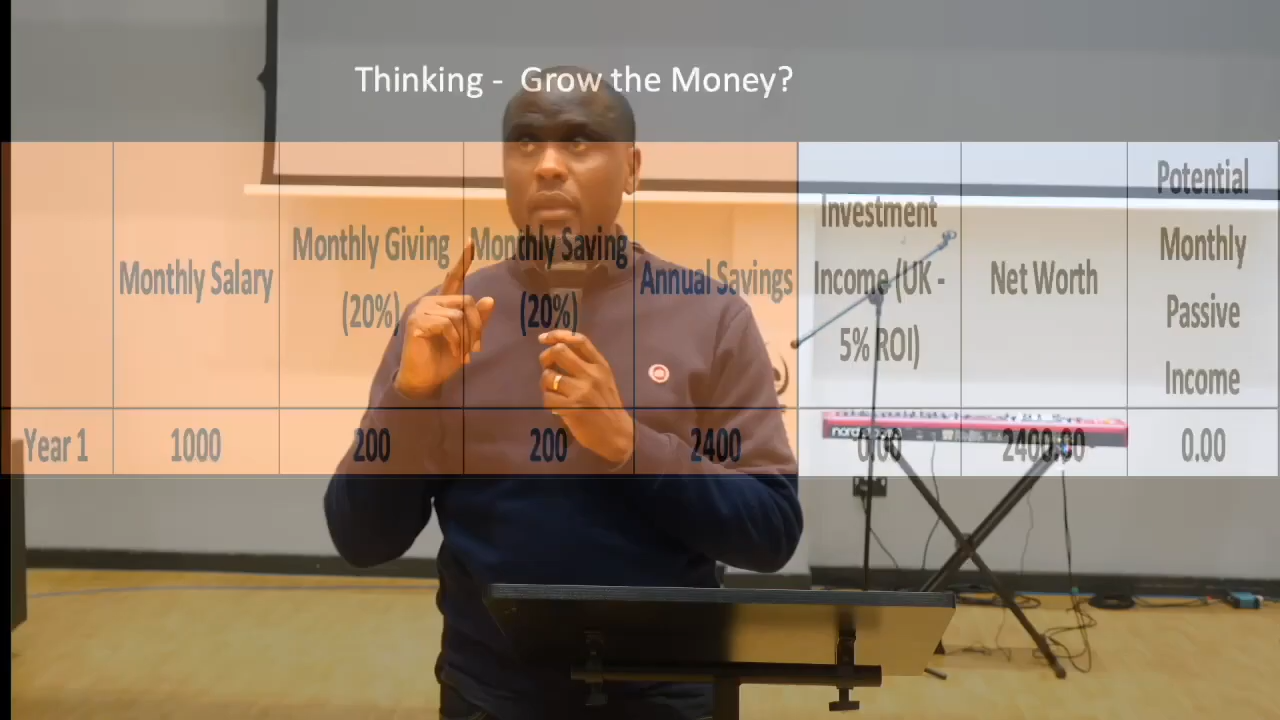 Thinking - Grow the Money?
Monthly Salary
Monthly Giving
(20%)
Monthly Saving
(20%)
Annual Savings
Investment
Income (UK -
5% ROI)
Net Worth
Potential
Monthly
Passive
Income
Year 1
1000
200
200
2400
0.00
2400.00
0.00
nord